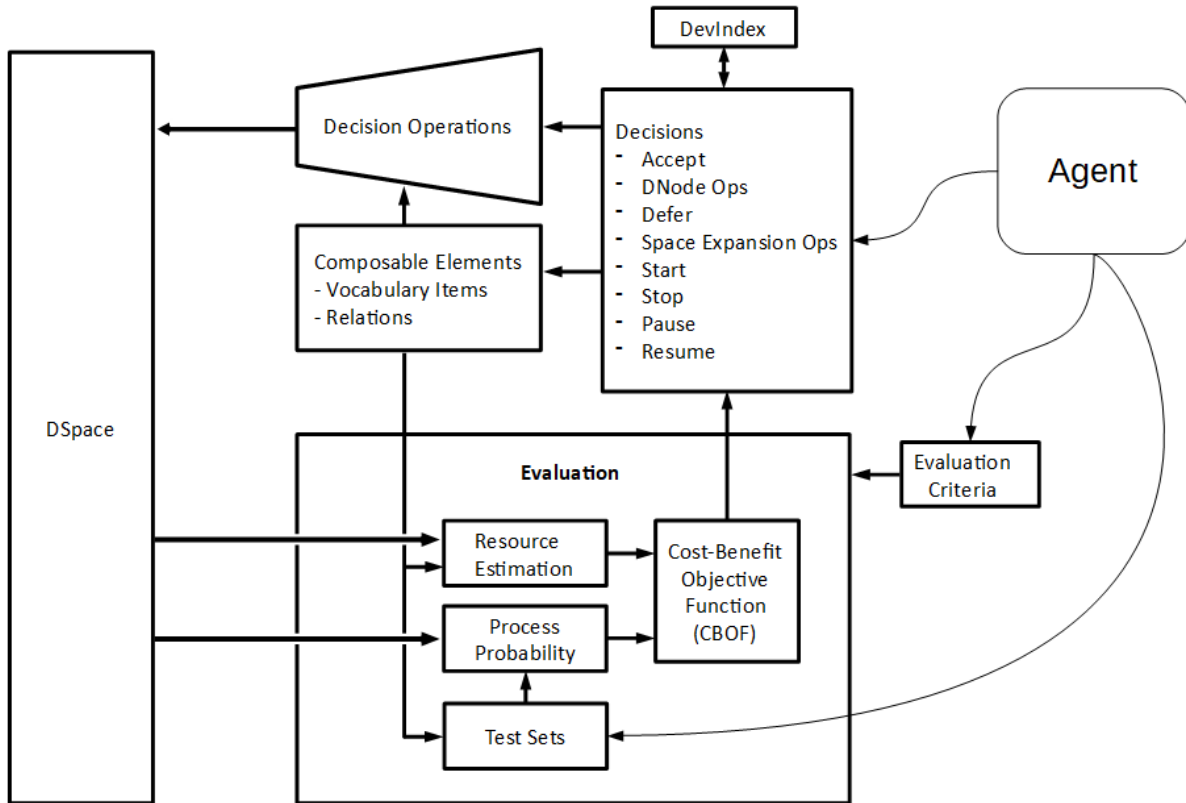 DevIndex
Decision Operations
Decisions
- Accept
- DNode Ops
- Defer
- Space Expansion Ops
- Start
- Stop
- Pause
- Resume
Agent
Composable Elements
- Vocabulary Items
- Relations
DSpace
Evaluation
Evaluation
Criteria
Resource
Estimation
Cost-Benefit
Objective
Function
(CBOF)
Process
Probability
Test Sets